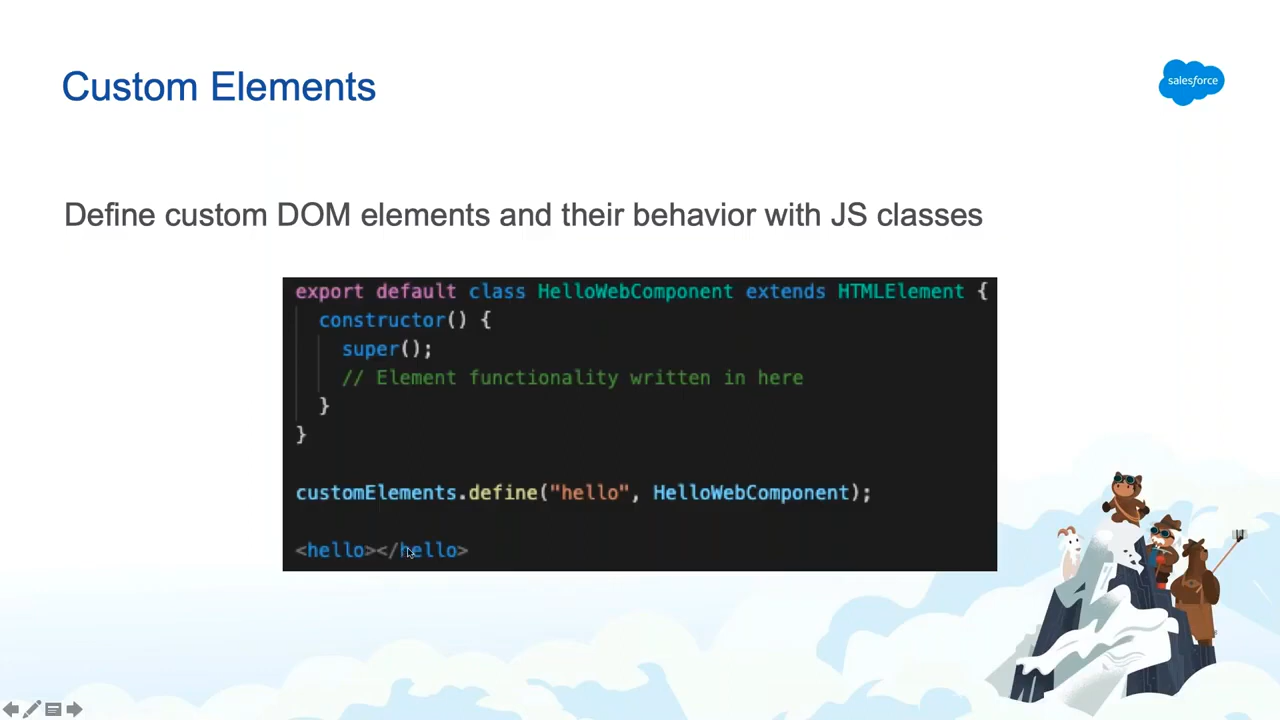 Custom Elements
salesforce
Define custom DOM elements and their behavior with JS classes
export default class HelloWebComponent extends HTMLElement {
constructor() {
super();
// Element functionality written in here
}
}
customElements.define("hello", HelloWebComponent);
<hello></hello>